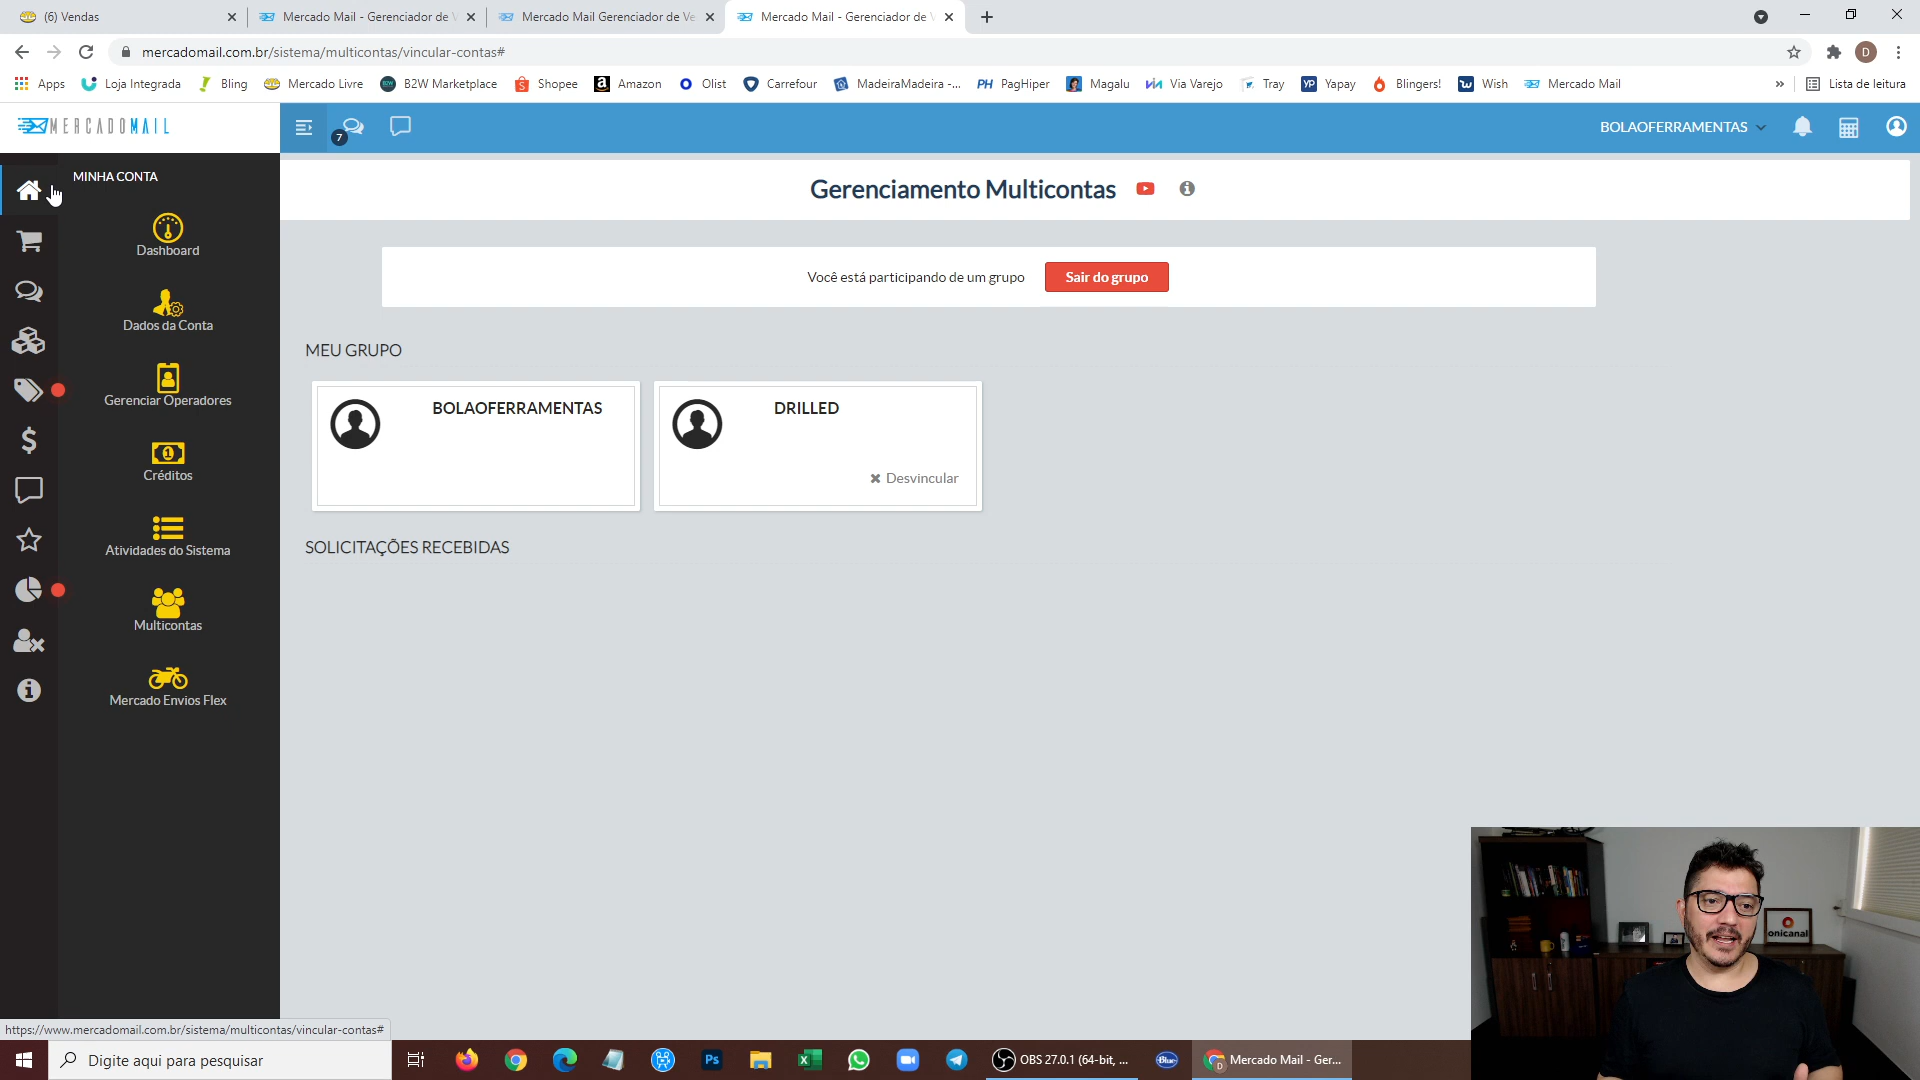 (6) Vendas
Mercado Mail - Gerenciador de V
Mercado Mail Gerenciador de Ve
Mercado Mail - Gerenciador de V
mercadomail.com.br/sistema/multicontas/vincular-contas#
D
Apps
Loja Integrada
Bling
Mercado Livre
B2W Marketplace
Shopee
Amazon
Olist
Carrefour
MadeiraMadeira -...
PH PagHiper
Magalu
Via Varejo
Tray
YP Yapay
Blingers!
Wish
Mercado Mail
»
Lista de leitura
MERCADOMAIL
7
BOLAOFERRAMENTAS
MINHA CONTA
Dashboard
Dados da Conta
Gerenciar Operadores
Créditos
Atividades do Sistema
Multicontas
Mercado Envios Flex
Gerenciamento Multicontas
Você está participando de um grupo
Sair do grupo
MEU GRUPO
BOLAOFERRAMENTAS
DRILLED
Desvincular
SOLICITAÇÕES RECEBIDAS
onicanal
https://www.mercadomail.com.br/sistema/multicontas/vincular-contas#
Digite aqui para pesquisar
Ps
OBS 27.0.1 (64-bit, ...
Blue
Mercado Mail - Ger...